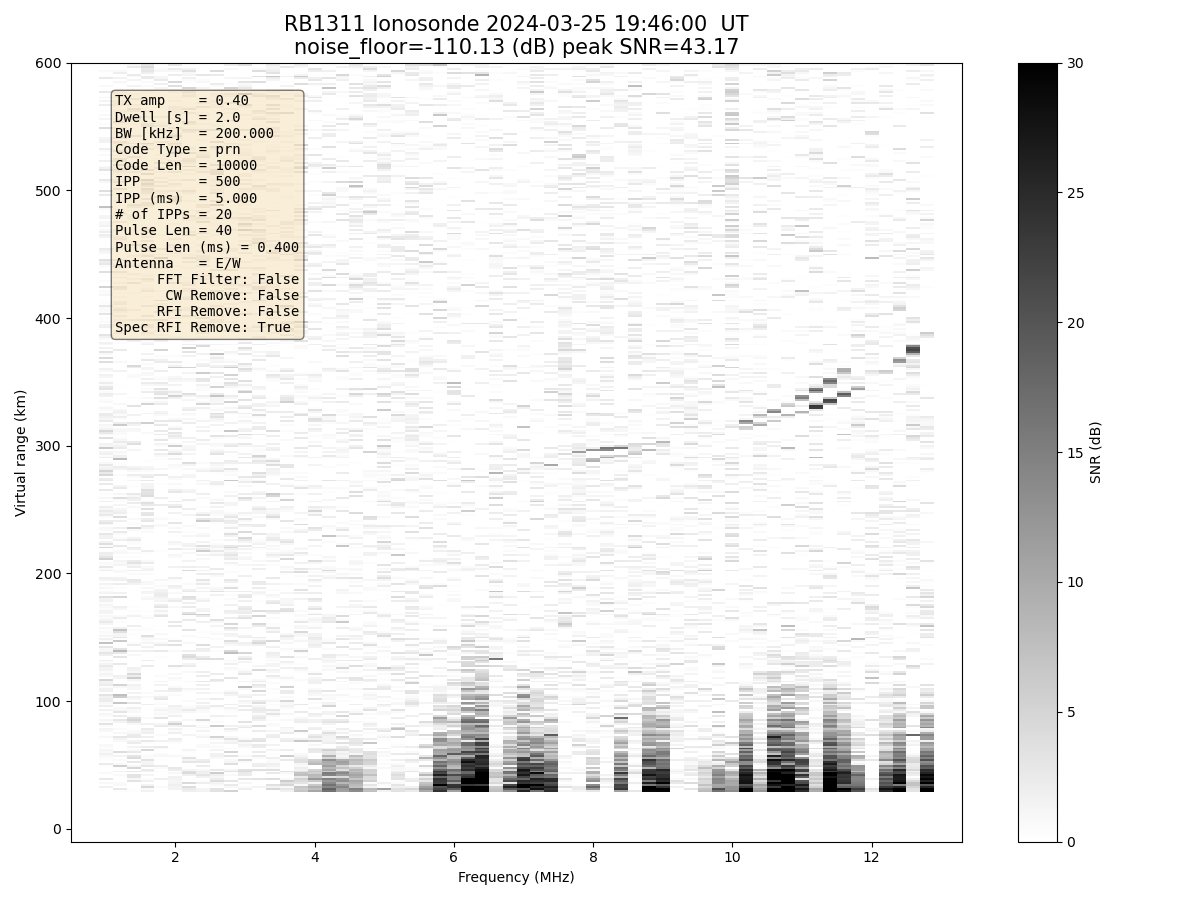 RB1311 Ionosonde 2024-03-25 19:46:00  UT
noise_floor=-110.13 (dB) peak SNR=43.17
TX amp    = 0.40
Dwell [s] = 2.0
BW [kHz]  = 200.000
Code Type = prn
Code Len  = 10000
IPP       = 500
IPP (ms)  = 5.000
# of IPPs = 20
Pulse Len = 40
Pulse Len (ms) = 0.400
Antenna   = E/W
FFT Filter: False
CW Remove: False
RFI Remove: False
Spec RFI Remove: True
Virtual range (km)
600
500
400
300
200
100
0
2
4
6
8
10
12
Frequency (MHz)
30
25
20
15
10
5
0
SNR (dB)